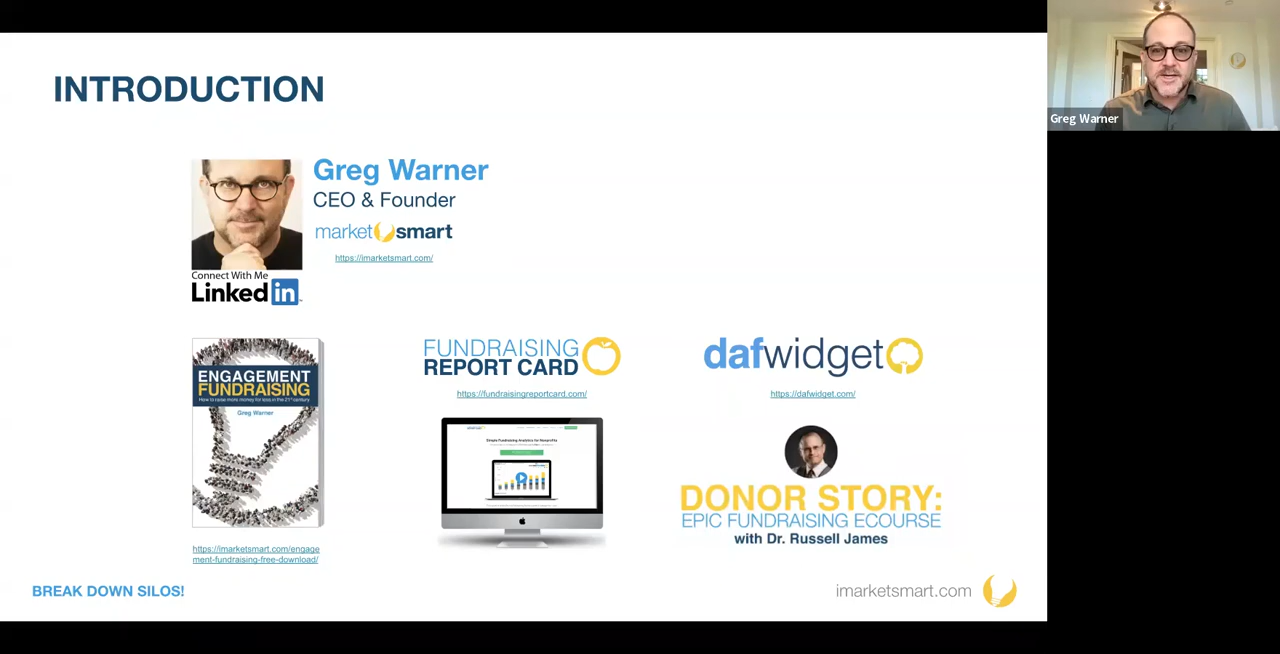 INTRODUCTION
Greg Warner
Greg Warner
CEO & Founder
marketsmart
https://imarketsmart.com/
Connect With Me
Linked in
ENGAGEMENT
FUNDRAISING
How to raise more money for less in the 21st century
Greg Warner
https://imarketsmart.com/engage
ment-fundraising-free-download/
FUNDRAISING
REPORT CARD
https://fundraisingreportcard.com/
Simple Fundraising Analytics for Nonprofits
dafwidget
https://dafwidget.com/
DONOR STORY:
EPIC FUNDRAISING ECOURSE
with Dr. Russell James
BREAK DOWN SILOS!
imarketsmart.com